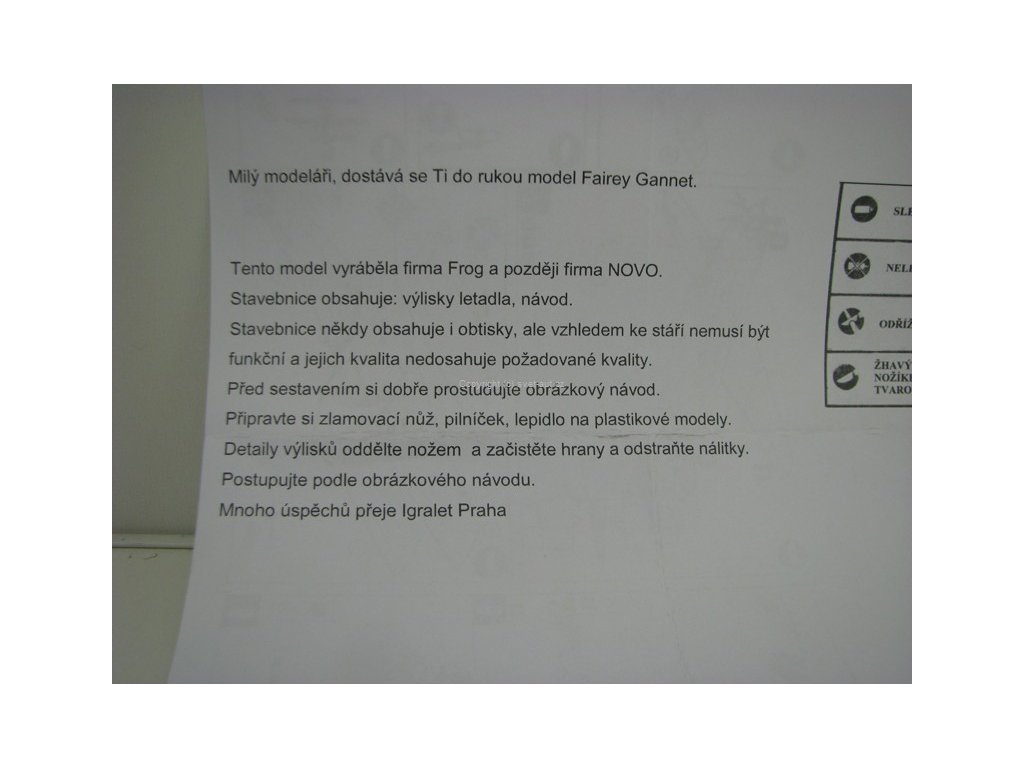 Milý modeláři, dostává se Ti do rukou model Fairey Gannet.
Tento model vyráběla firma Frog a později firma NOVO.
Stavebnice obsahuje: výlisky letadla, návod.
Stavebnice někdy obsahuje i obtisky, ale vzhledem ke stáří nemusí být
funkční a jejich kvalita nedosahuje požadované kvality.
Před sestavením si dobře prostudujte obrázkový návod.
Připravte si zlamovací nůž, pilníček, lepidlo na plastikové modely.
Detaily výlisků oddělte nožem a začistěte hrany a odstraňte nálitky.
Postupujte podle obrázkového návodu.
Mnoho úspěchů přeje Igralet Praha
SLE
NELE
ODŘÍZ
ŽHAVÝ
NOŽÍKE
TVARO